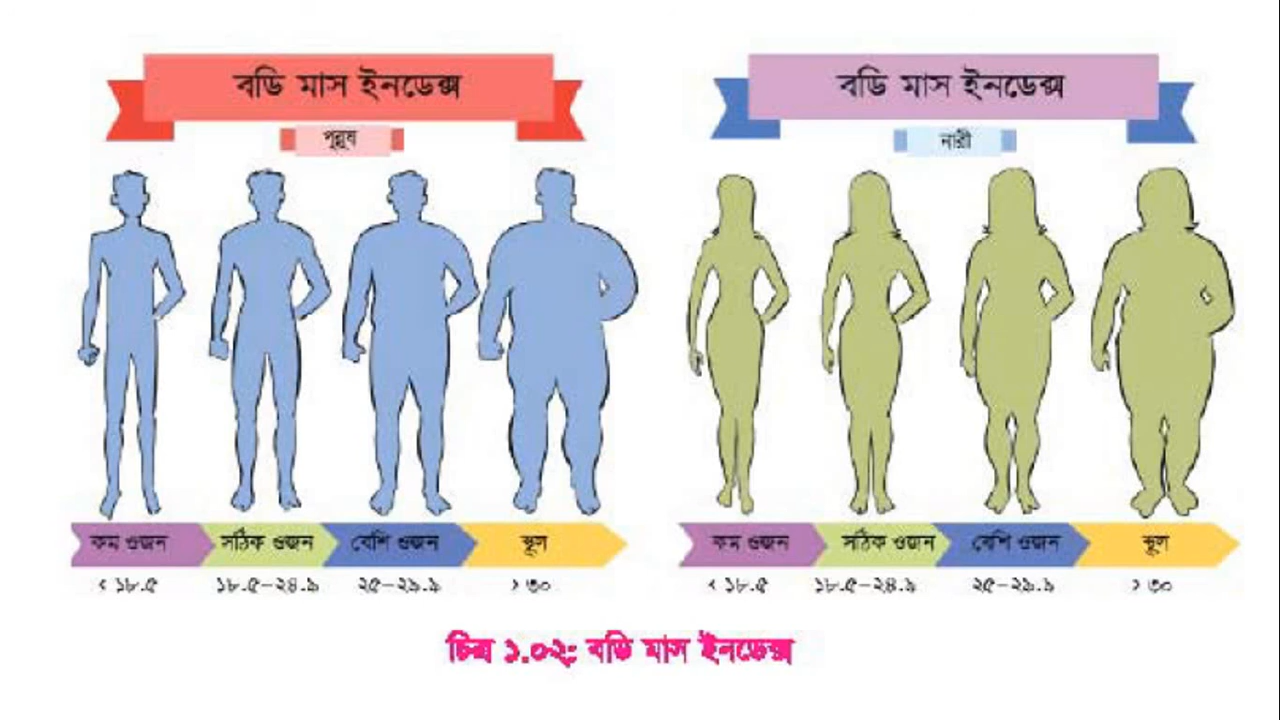 বডি মাস ইনডেক্স
পুরুষ
কম ওজন সঠিক ওজন বেশি ওজন স্থূল
< ১৮.৫ ১৮.৫-২৪.৯ ২৫-২৯.৯ > ৩০
বডি মাস ইনডেক্স
নারী
কম ওজন সঠিক ওজন বেশি ওজন স্থূল
< ১৮.৫ ১৮.৫-২৪.৯ ২৫-২৯.৯ > ৩০
চিত্র ১.০২: বডি মাস ইনডেক্স